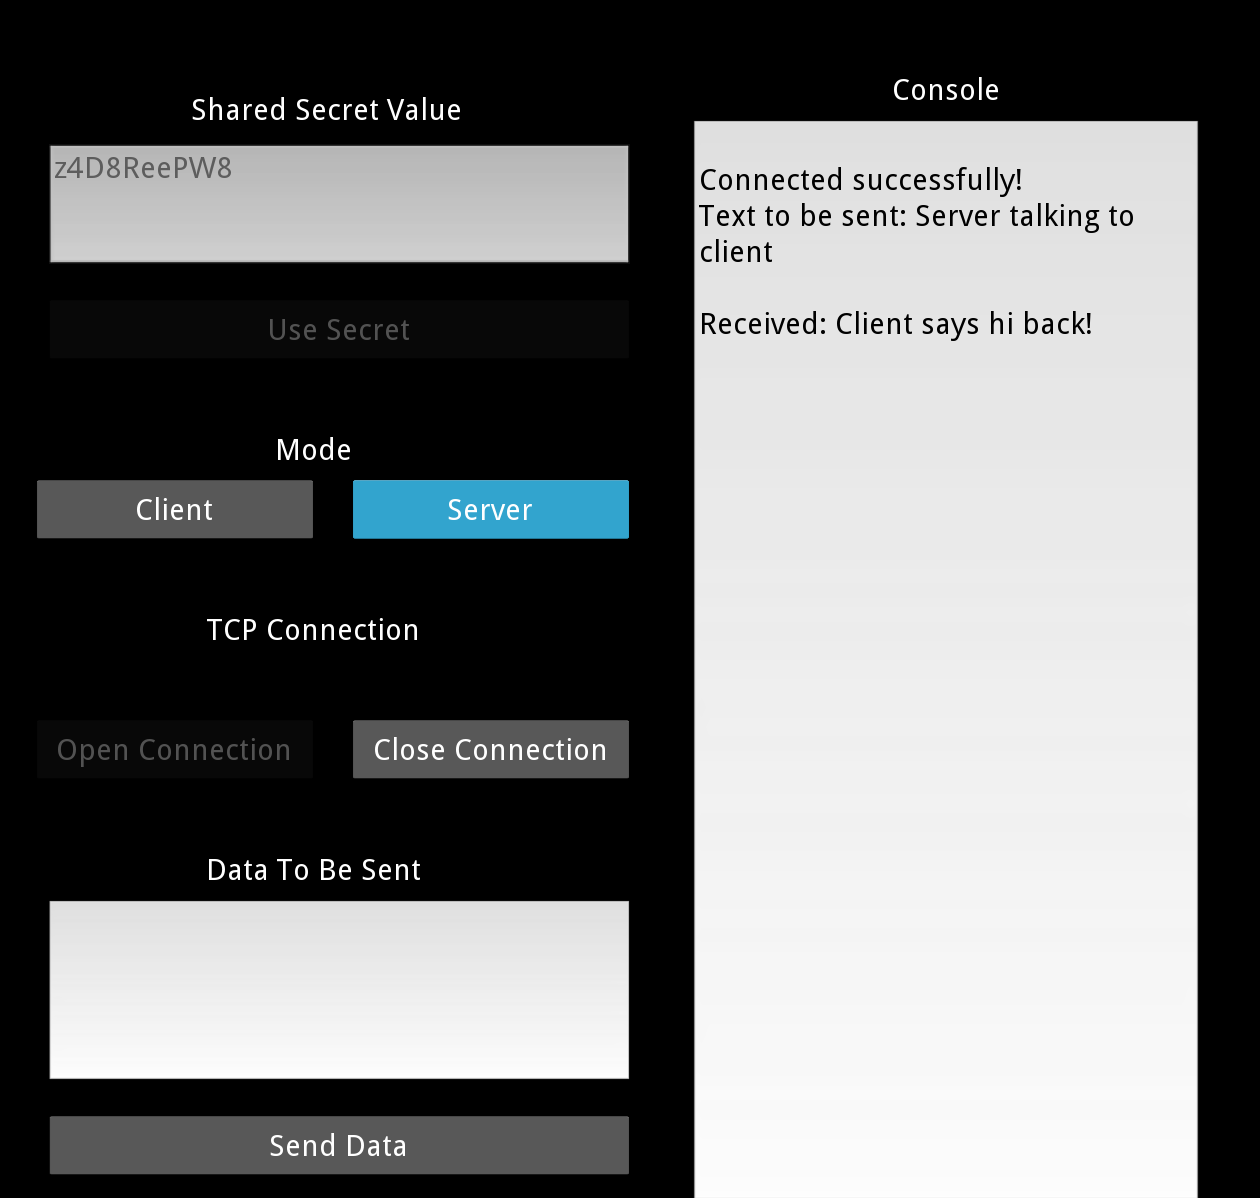 Shared Secret Value
z4D8ReePW8
Use Secret
Mode
Client
Server
TCP Connection
Open Connection
Close Connection
Data To Be Sent
Send Data
Console
Connected successfully!
Text to be sent: Server talking to
client
Received: Client says hi back!